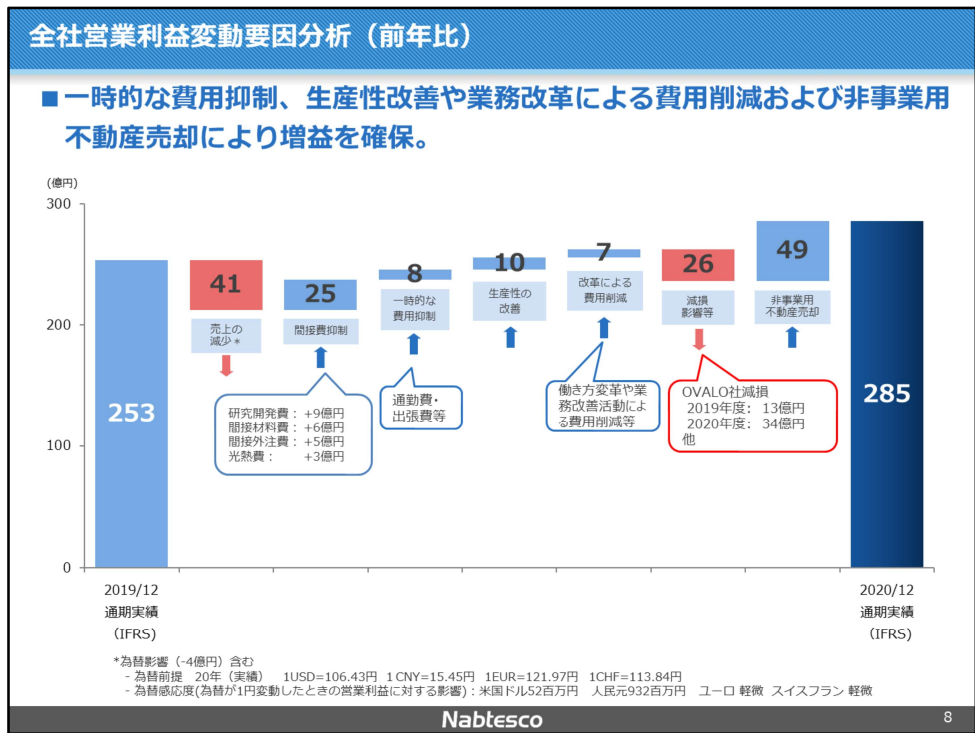 全社営業利益変動要因分析（前年比）
■一時的な費用抑制、生産性改善や業務改革による費用削減および非事業用
不動産売却により増益を確保。
(億円)
300
200
100
0
253
41
売上の
減少＊
25
間接費抑制
研究開発費： +9億円
間接材料費： +6億円
間接外注費： +5億円
光熱費： +3億円
8
一時的な
費用抑制
通勤費・
出張費等
10
生産性の
改善
7
改革による
費用削減
働き方変革や業
務改善活動によ
る費用削減等
26
減損
影響等
OVALO社減損
2019年度： 13億円
2020年度： 34億円
他
49
非事業用
不動産売却
285
2019/12
通期実績
（IFRS）
2020/12
通期実績
（IFRS）
*為替影響（-4億円）含む
- 為替前提 20年（実績） 1USD=106.43円 1CNY=15.45円 1EUR=121.97円 1CHF=113.84円
- 為替感応度(為替が1円変動したときの営業利益に対する影響)：米国ドル52百万円 人民元932百万円 ユーロ 軽微 スイスフラン 軽微
Nabtesco
8